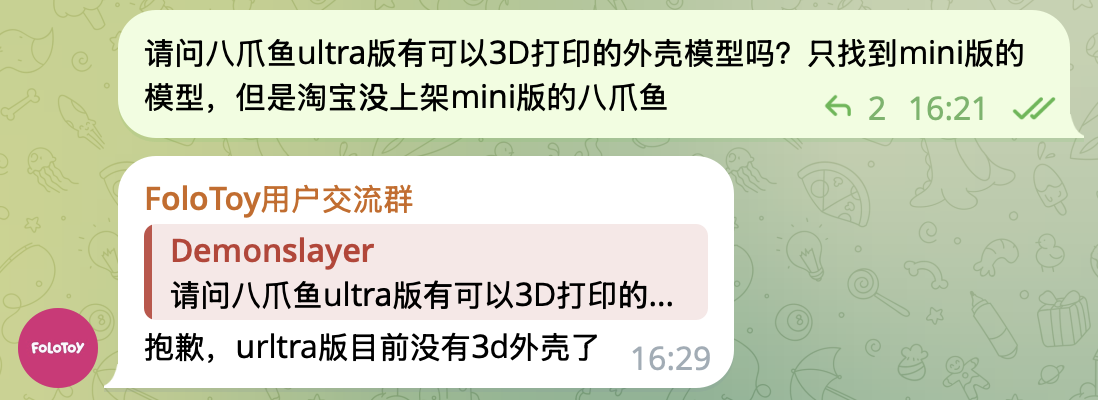 请问八爪鱼ultra版有可以3D打印的外壳模型吗？只找到mini版的
模型，但是淘宝没上架mini版的八爪鱼
2 16:21
FoloToy用户交流群
Demonslayer
请问八爪鱼ultra版有可以3D打印的...
FOLOTOY
抱歉，urltra版目前没有3d外壳了
16:29